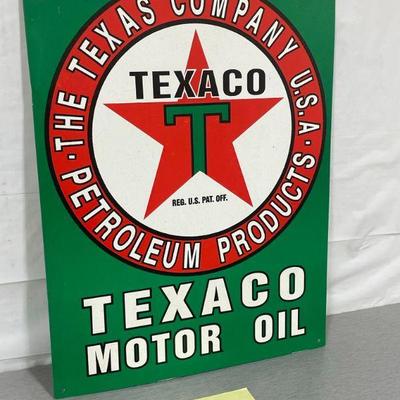 · THE TEXAS COMPANY U.S.A ·
TEXACO
T
REG. U.S. PAT. OFF.
PETROLEUM PRODUCTS
TEXACO
MOTOR OIL